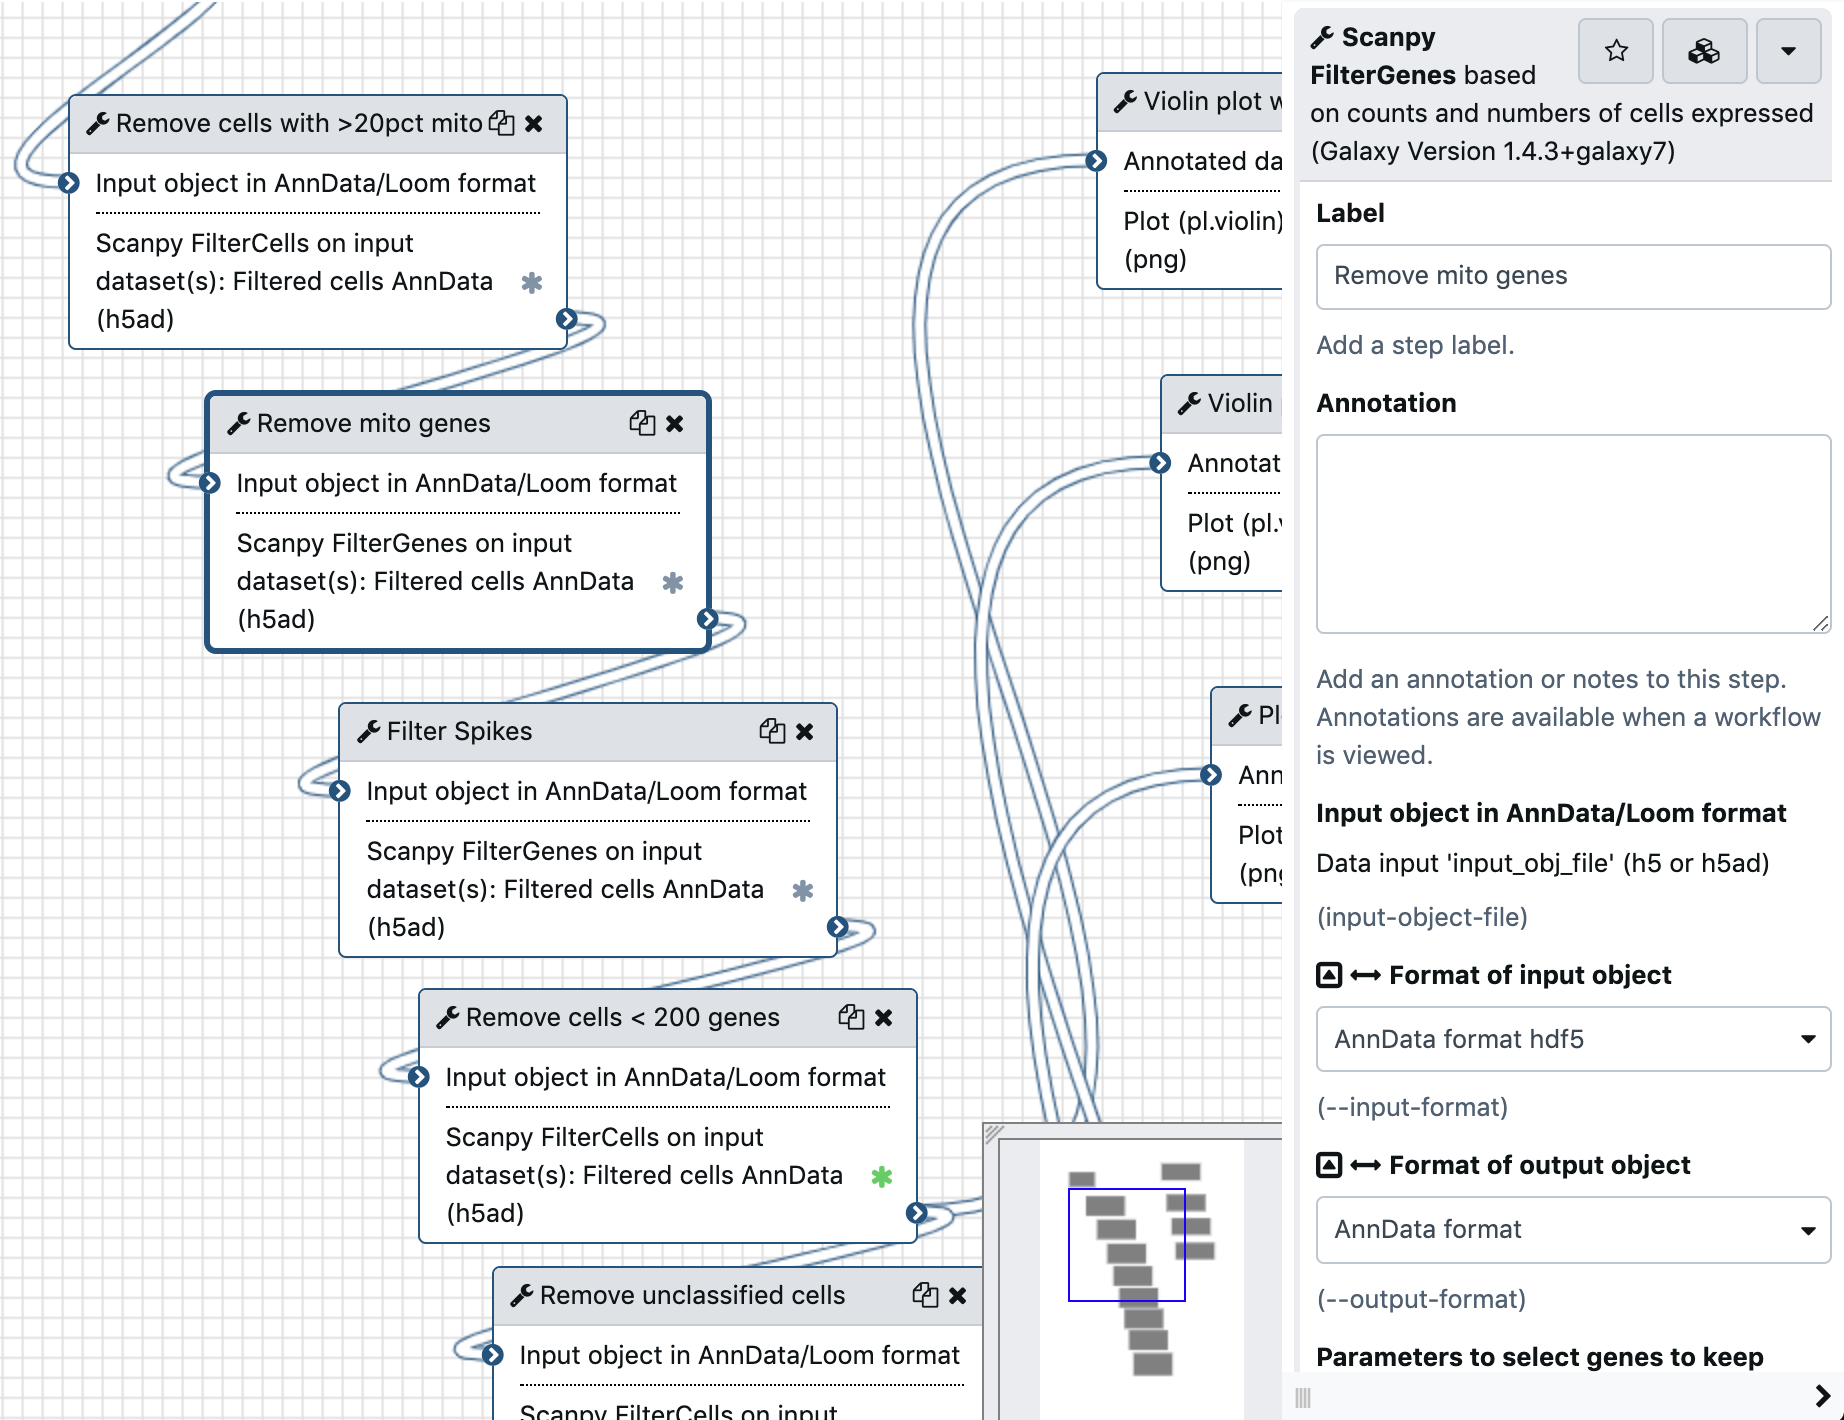 Remove cells with >20pct mito
Input object in AnnData/Loom format
Scanpy FilterCells on input
dataset(s): Filtered cells AnnData
(h5ad)
Remove mito genes
Input object in AnnData/Loom format
Scanpy FilterGenes on input
dataset(s): Filtered cells AnnData
(h5ad)
Filter Spikes
Input object in AnnData/Loom format
Scanpy FilterGenes on input
dataset(s): Filtered cells AnnData
(h5ad)
Remove cells < 200 genes
Input object in AnnData/Loom format
Scanpy FilterCells on input
dataset(s): Filtered cells AnnData
(h5ad)
Remove unclassified cells
Input object in AnnData/Loom format
Scanpy FilterCells on input
Violin plot w
Annotated da
Plot (pl.violin)
(png)
Violin
Annotat
Plot (pl.v
(png)
Pl
Ann
Plot
(png
Scanpy
FilterGenes based
on counts and numbers of cells expressed
(Galaxy Version 1.4.3+galaxy7)
Label
Remove mito genes
Add a step label.
Annotation
Add an annotation or notes to this step.
Annotations are available when a workflow
is viewed.
Input object in AnnData/Loom format
Data input 'input_obj_file' (h5 or h5ad)
(input-object-file)
Format of input object
AnnData format hdf5
(--input-format)
Format of output object
AnnData format
(--output-format)
Parameters to select genes to keep